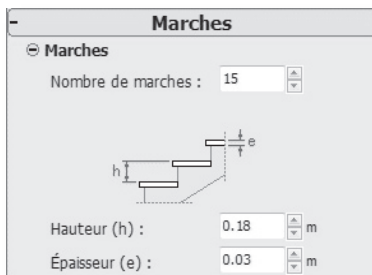 - Marches
⊖ Marches
Nombre de marches : 15
e
h
Hauteur (h) : 0.18 m
Épaisseur (e) : 0.03 m